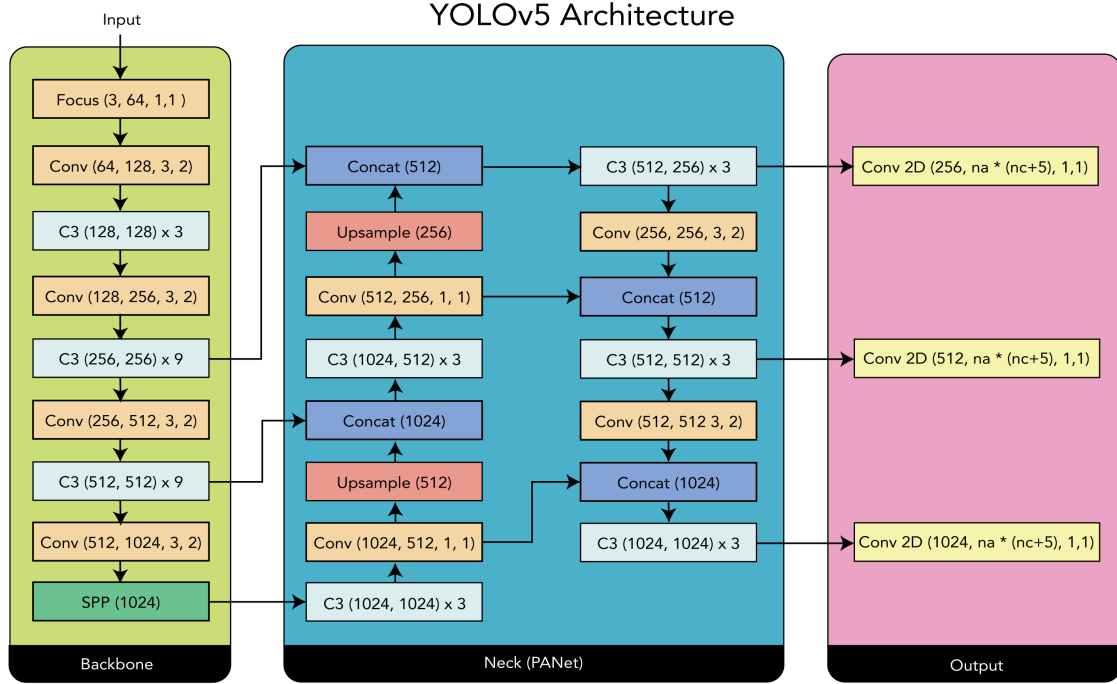 YOLOv5 Architecture
Input
Focus (3, 64, 1,1 )
Conv (64, 128, 3, 2)
C3 (128, 128) x 3
Conv (128, 256, 3, 2)
C3 (256, 256) x 9
Conv (256, 512, 3, 2)
C3 (512, 512) x 9
Conv (512, 1024, 3, 2)
SPP (1024)
Backbone
Concat (512)
Upsample (256)
Conv (512, 256, 1, 1)
C3 (1024, 512) x 3
Concat (1024)
Upsample (512)
Conv (1024, 512, 1, 1)
C3 (1024, 1024) x 3
C3 (512, 256) x 3
Conv (256, 256, 3, 2)
Concat (512)
C3 (512, 512) x 3
Conv (512, 512 3, 2)
Concat (1024)
C3 (1024, 1024) x 3
Neck (PANet)
Conv 2D (256, na * (nc+5), 1,1)
Conv 2D (512, na * (nc+5), 1,1)
Conv 2D (1024, na * (nc+5), 1,1)
Output